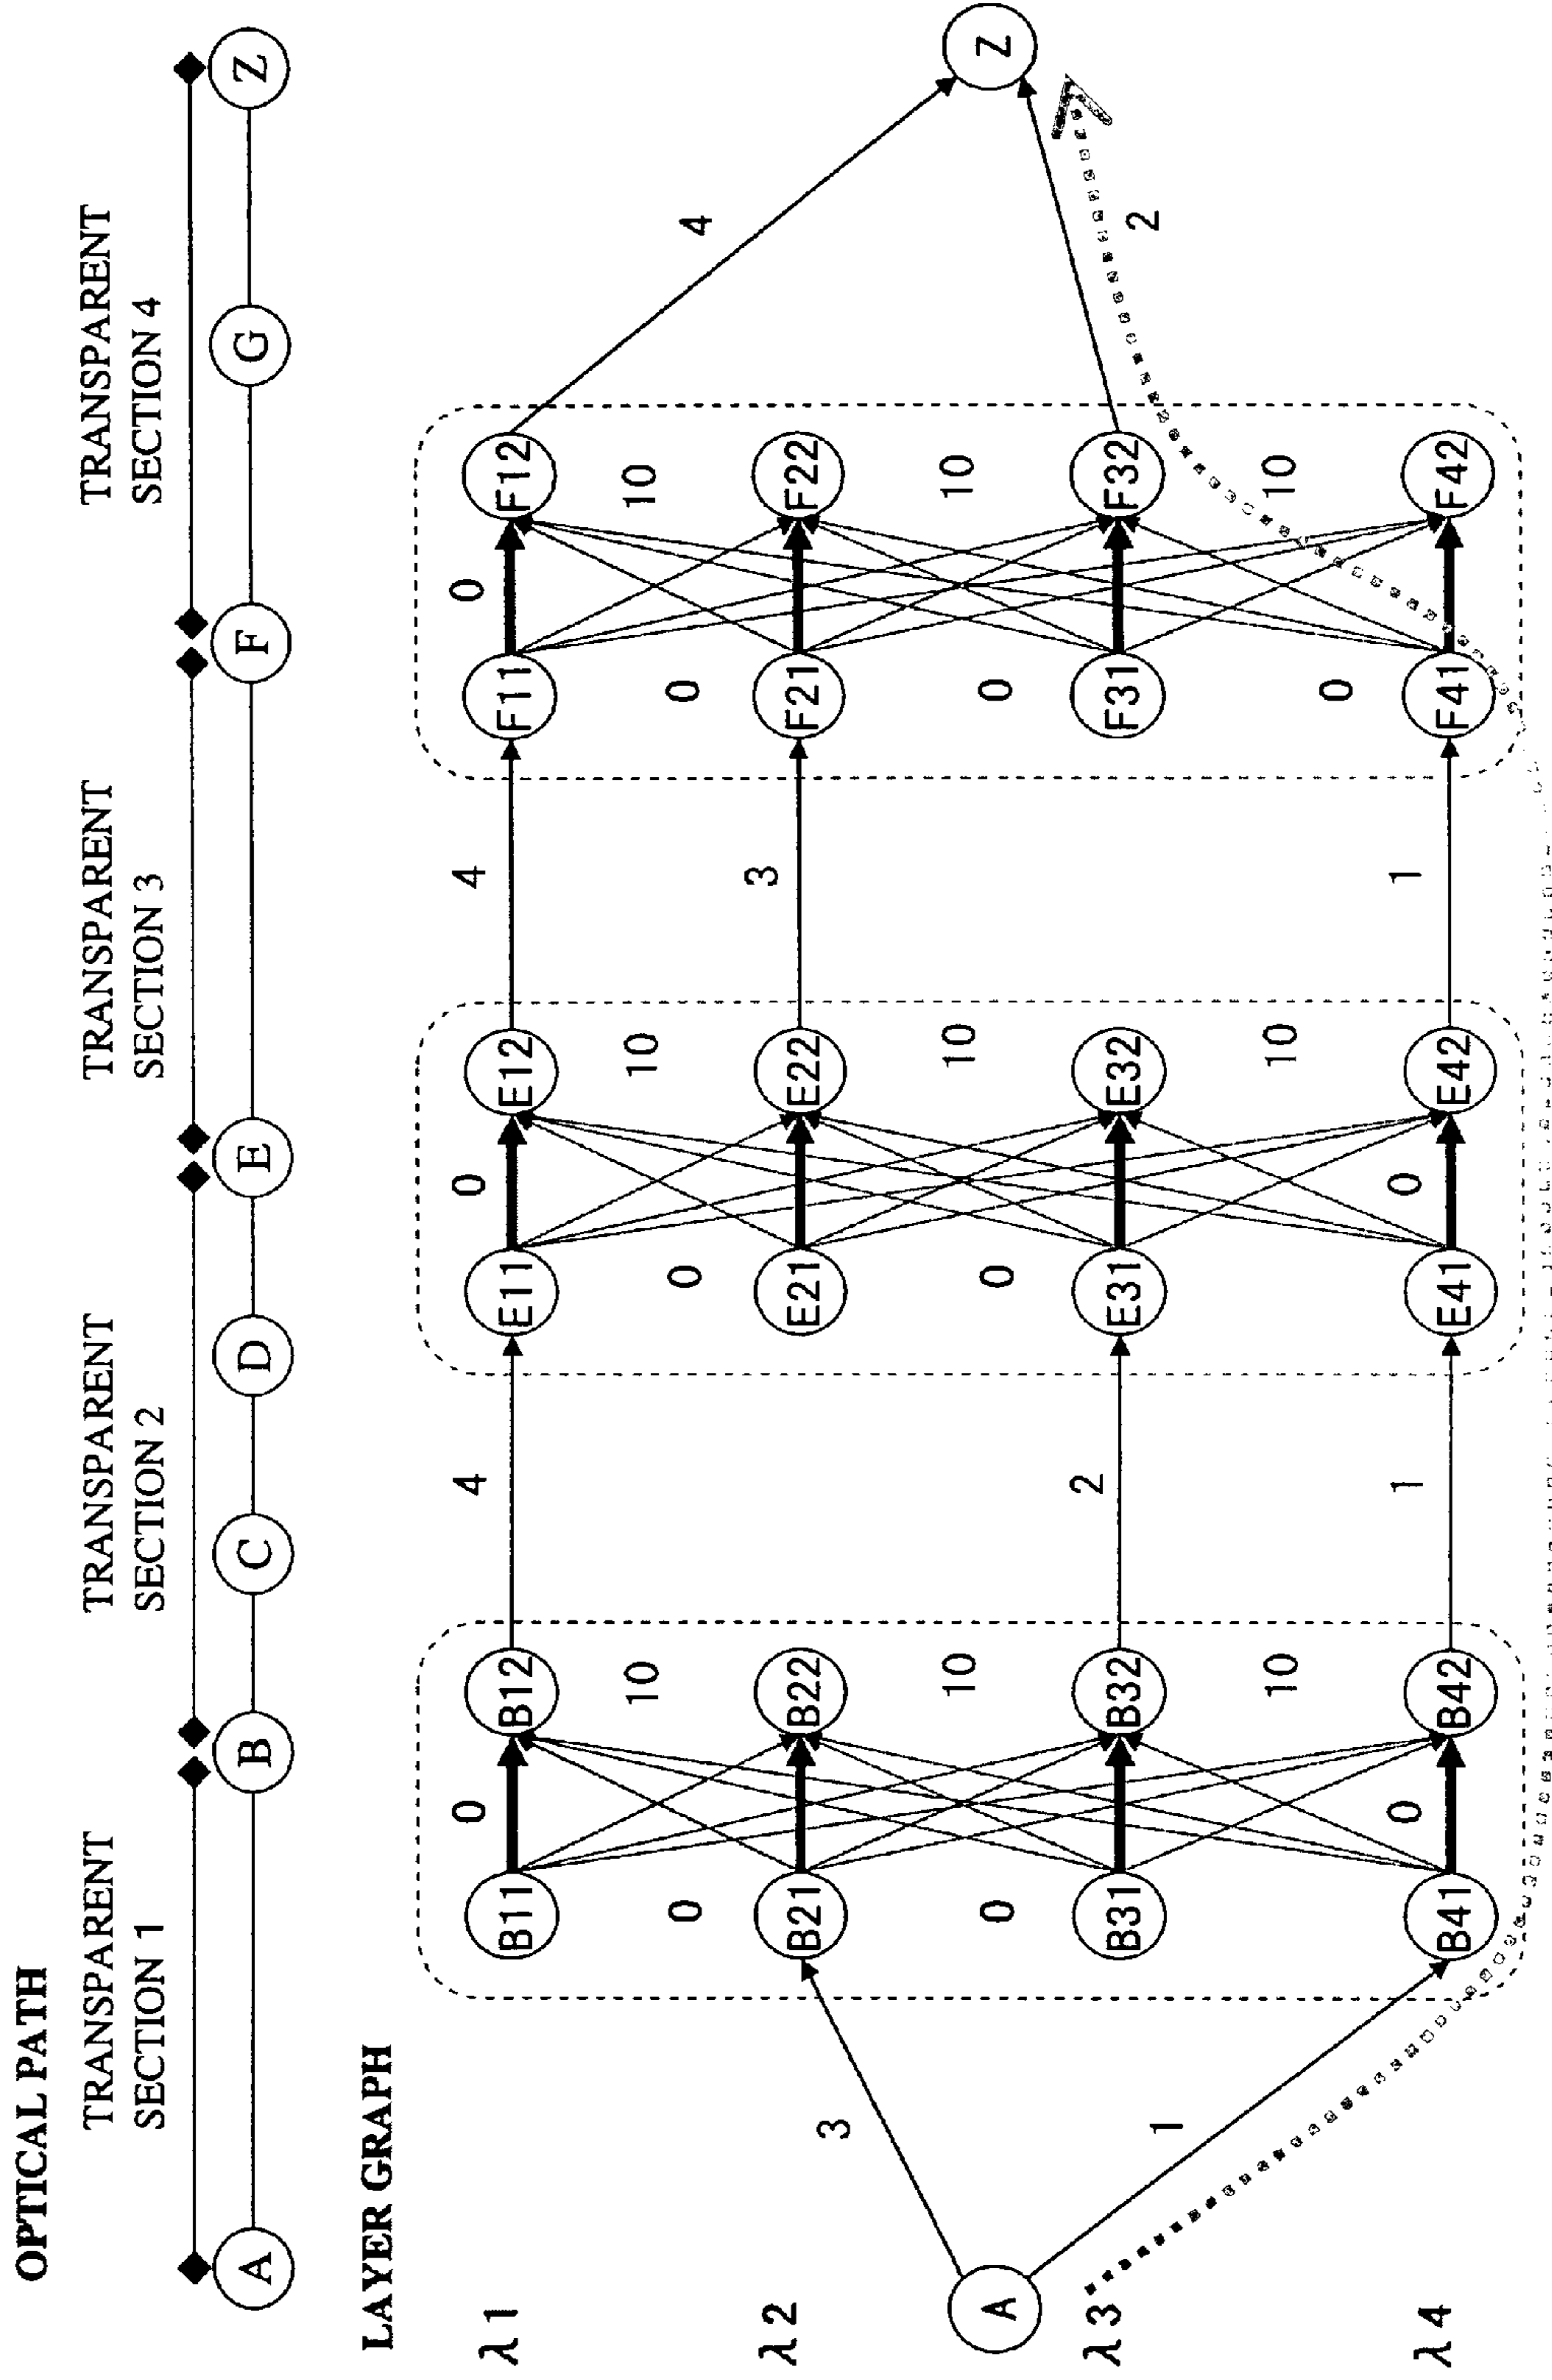 OPTICAL PATH
TRANSPARENT
SECTION 1
TRANSPARENT
SECTION 2
TRANSPARENT
SECTION 3
TRANSPARENT
SECTION 4
A
B
C
D
E
F
G
Z
LAYER GRAPH
λ1
B11
0
B12
4
E11
0
E12
4
F11
0
F12
4
0
10
0
10
0
10
λ2
3
B21
B22
E21
E22
3
F21
F22
A
0
10
0
10
0
10
Z
λ3
B31
B32
2
E31
E32
F31
F32
2
1
0
10
0
10
0
10
λ4
B41
B42
1
E41
E42
1
F41
F42